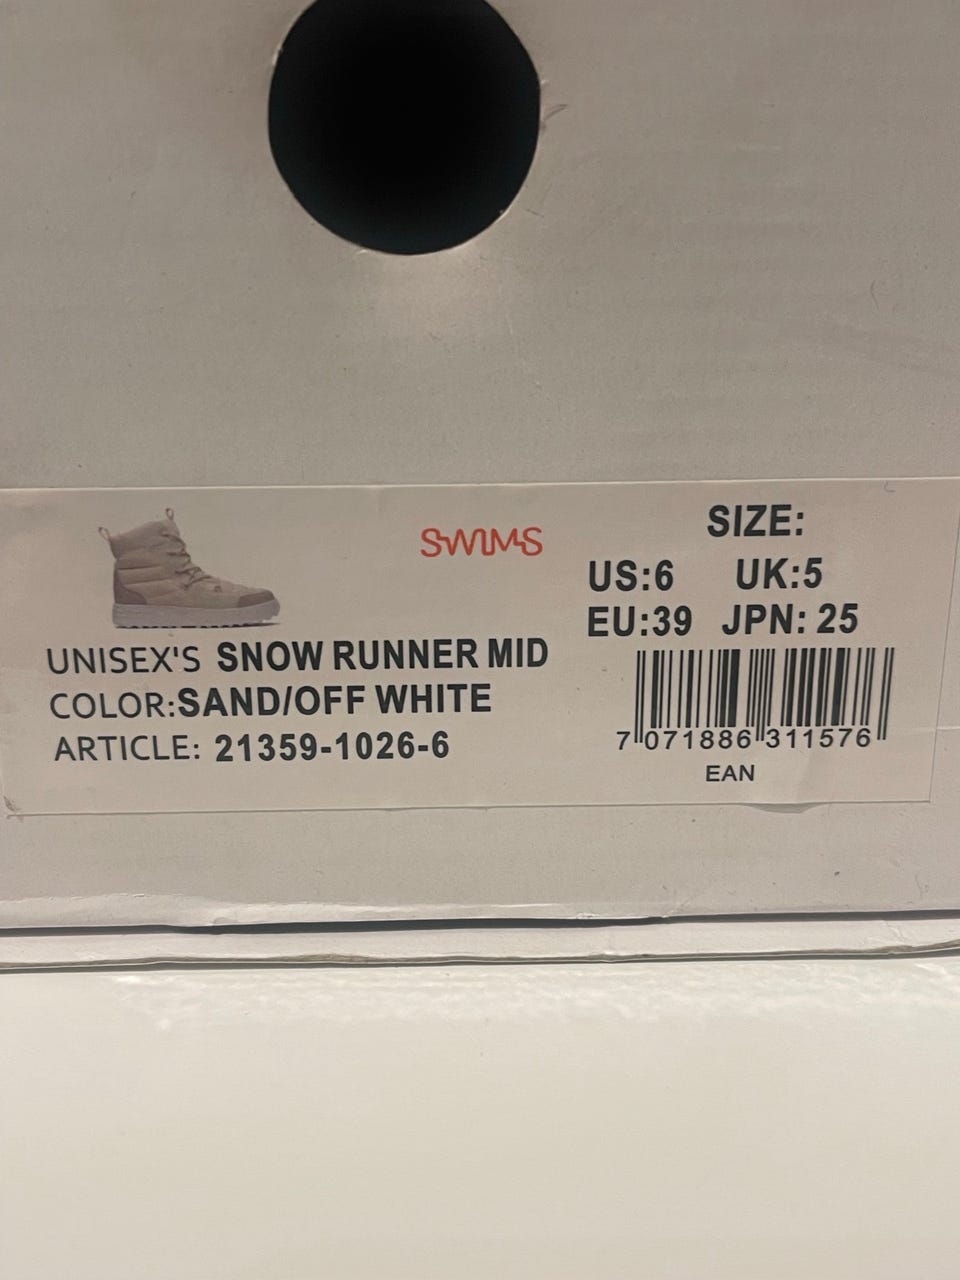 SWIMS
SIZE:
US:6 UK:5
EU:39 JPN: 25
UNISEX'S SNOW RUNNER MID
COLOR:SAND/OFF WHITE
ARTICLE: 21359-1026-6
7 071886 311576
EAN